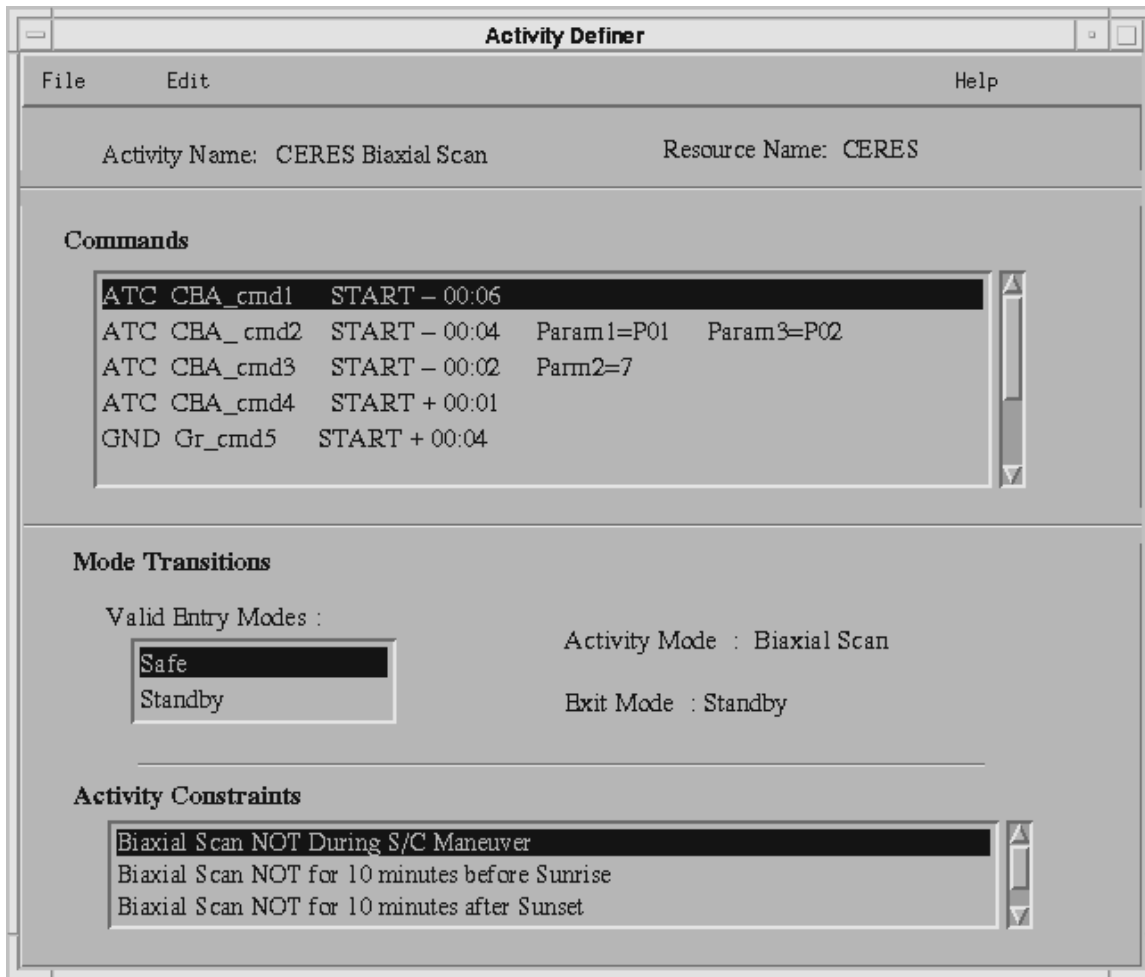 Activity Definer
File Edit Help
Activity Name: CERES Biaxial Scan Resource Name: CERES
Commands
ATC CEA_cmd1 START – 00:06
ATC CEA_ cmd2 START – 00:04 Param1=P01 Param3=P02
ATC CEA_cmd3 START – 00:02 Parm2=7
ATC CEA_cmd4 START + 00:01
GND Gr_cmd5 START + 00:04
Mode Transitions
Valid Entry Modes :
Safe
Standby
Activity Mode : Biaxial Scan
Exit Mode : Standby
Activity Constraints
Biaxial Scan NOT During S/C Maneuver
Biaxial Scan NOT for 10 minutes before Sunrise
Biaxial Scan NOT for 10 minutes after Sunset